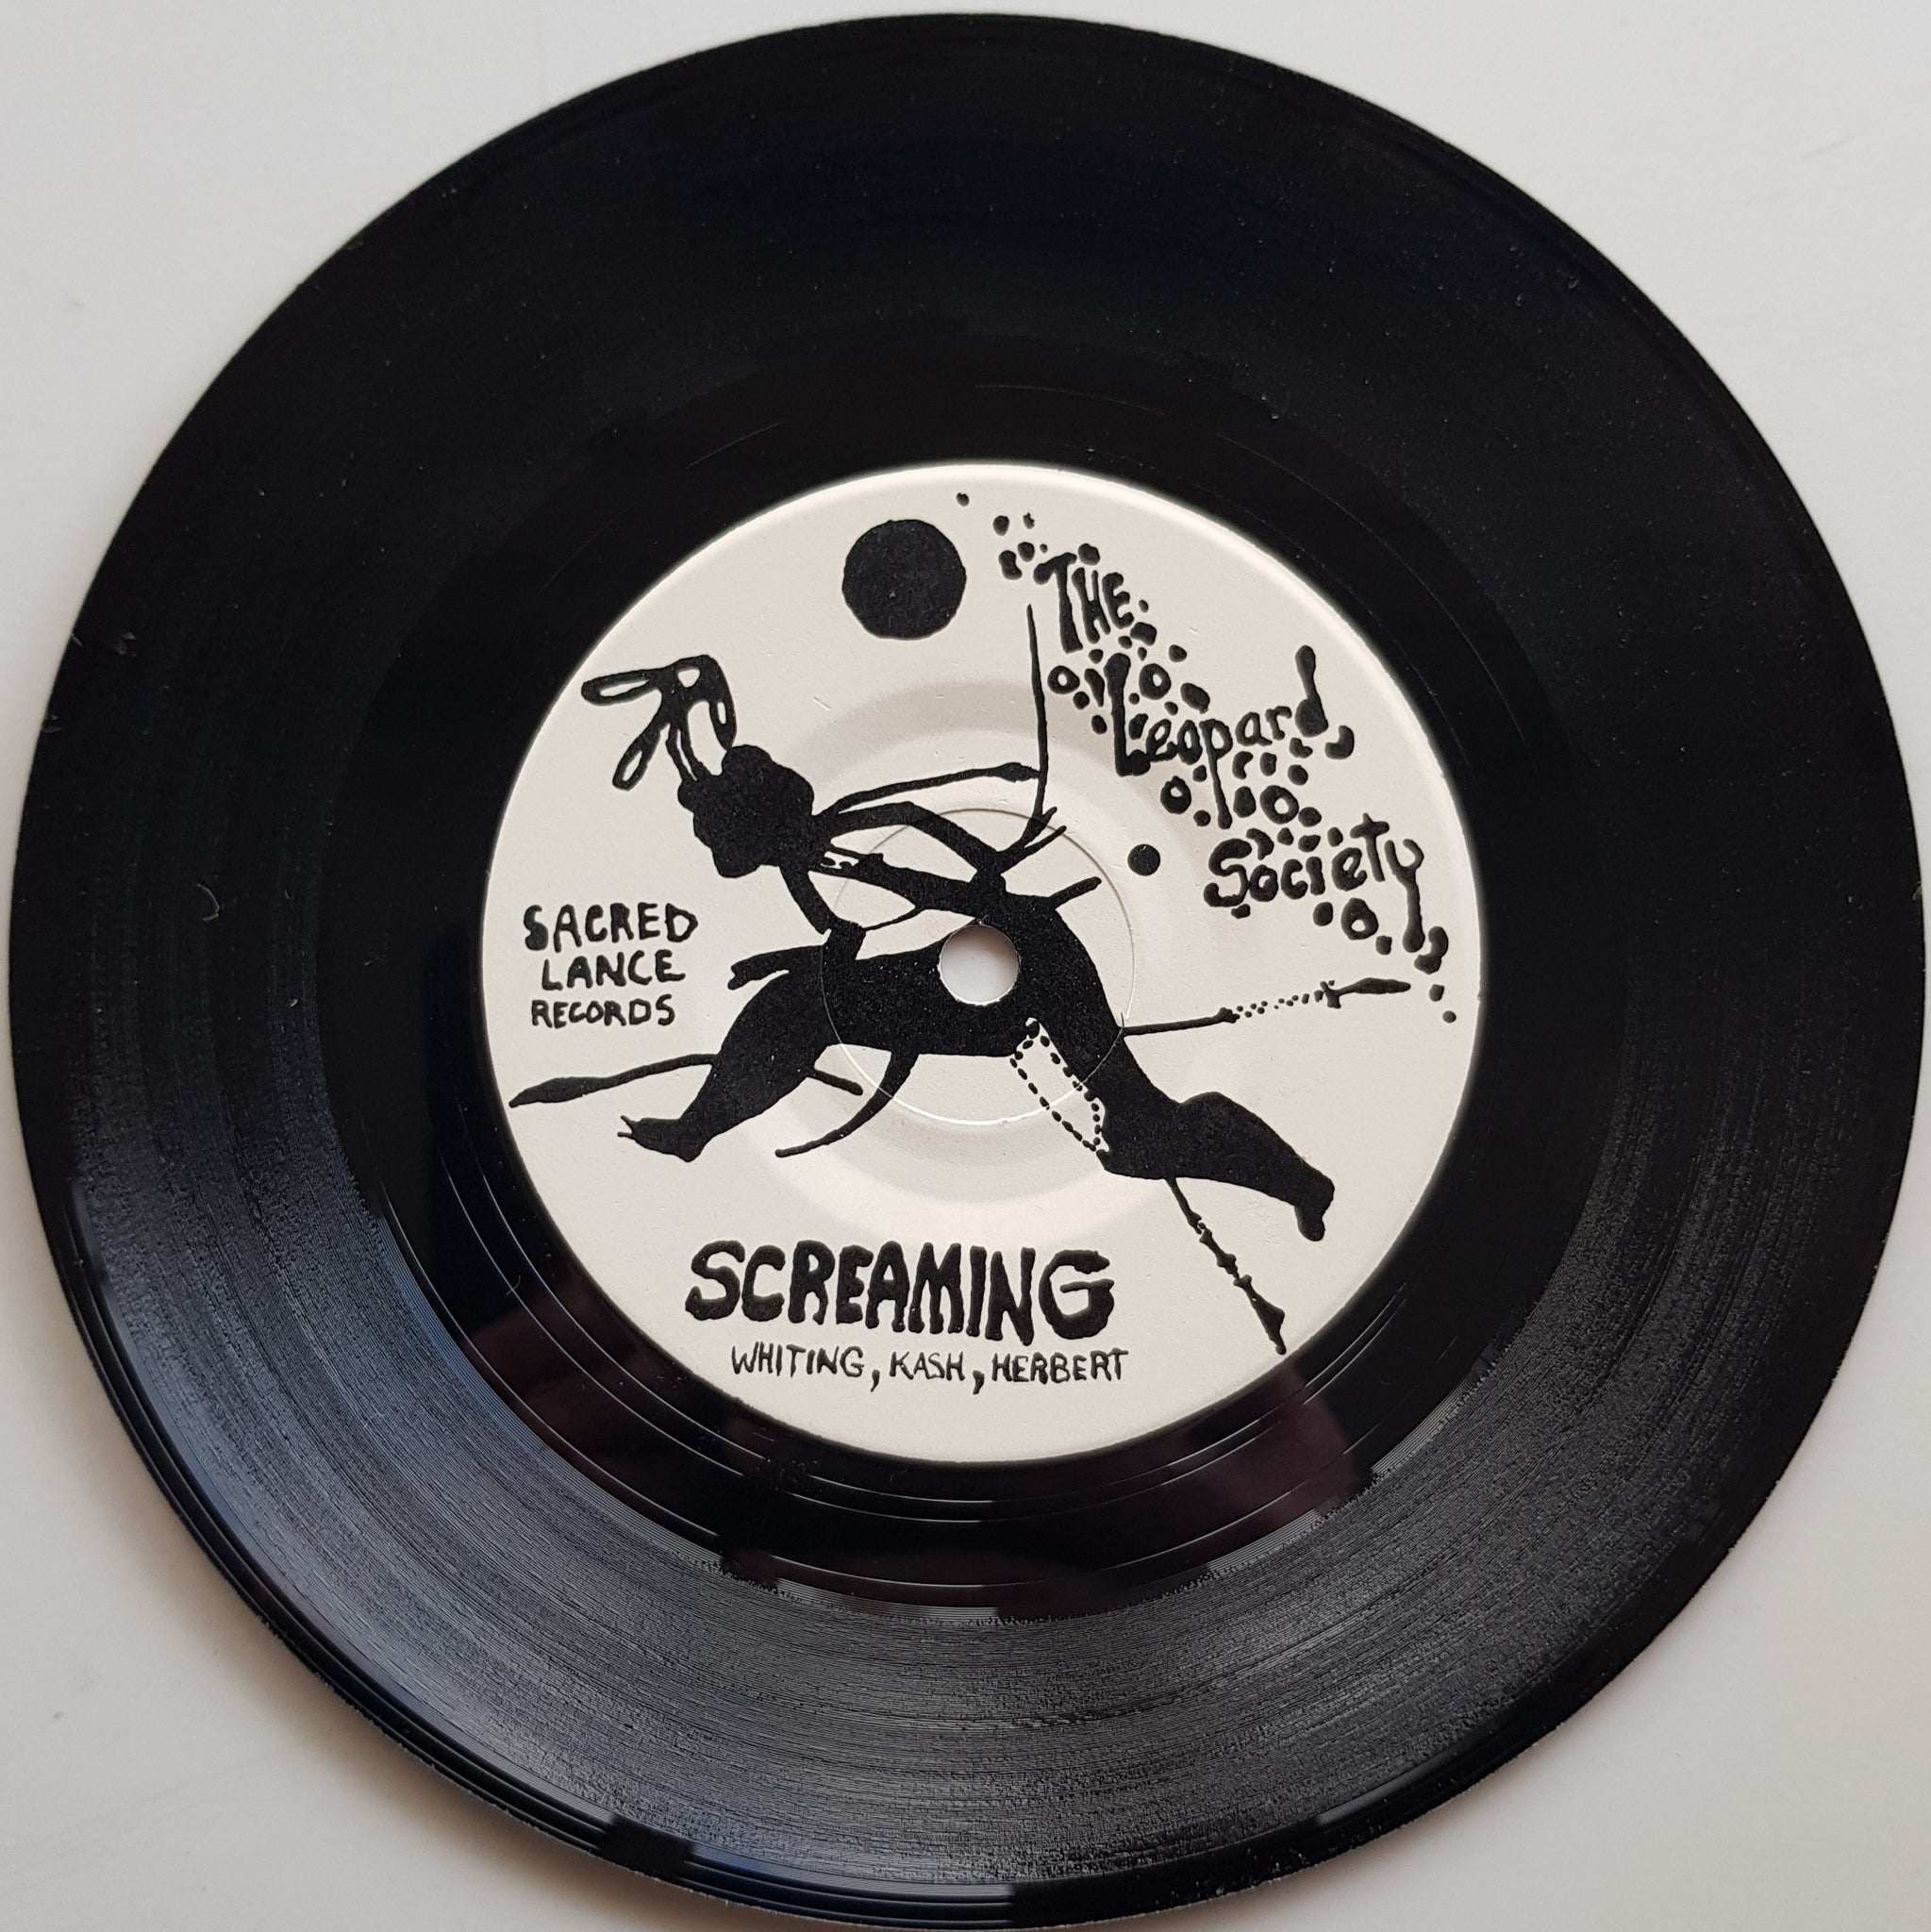 THE
Leopard
Society
SACRED
LANCE
RECORDS
SCREAMING
WHITING, KASH, HERBERT